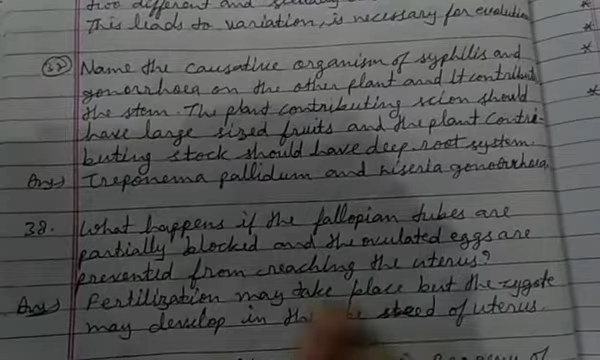 two different and
This leads to variation, is necessary for evolution
37) Name the causative organism of syphilis and
gonorrhoea on the other plant and it contribut
the stem. The plant contributing scion should
have large sized fruits and the plant contri-
buting stock should have deep root system.
Ans) Treponema pallidum and niseria gonorrhoea.
38. What happens if the fallopian tubes are
partially blocked and the ovulated eggs are
prevented from creaching the uterus?
Ans) Fertilization may take place but the zygote
may develop in the of uterus.
of